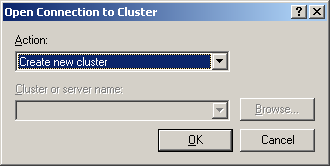 Open Connection to Cluster
Action:
Create new cluster
Cluster or server name:
Browse...
OK
Cancel